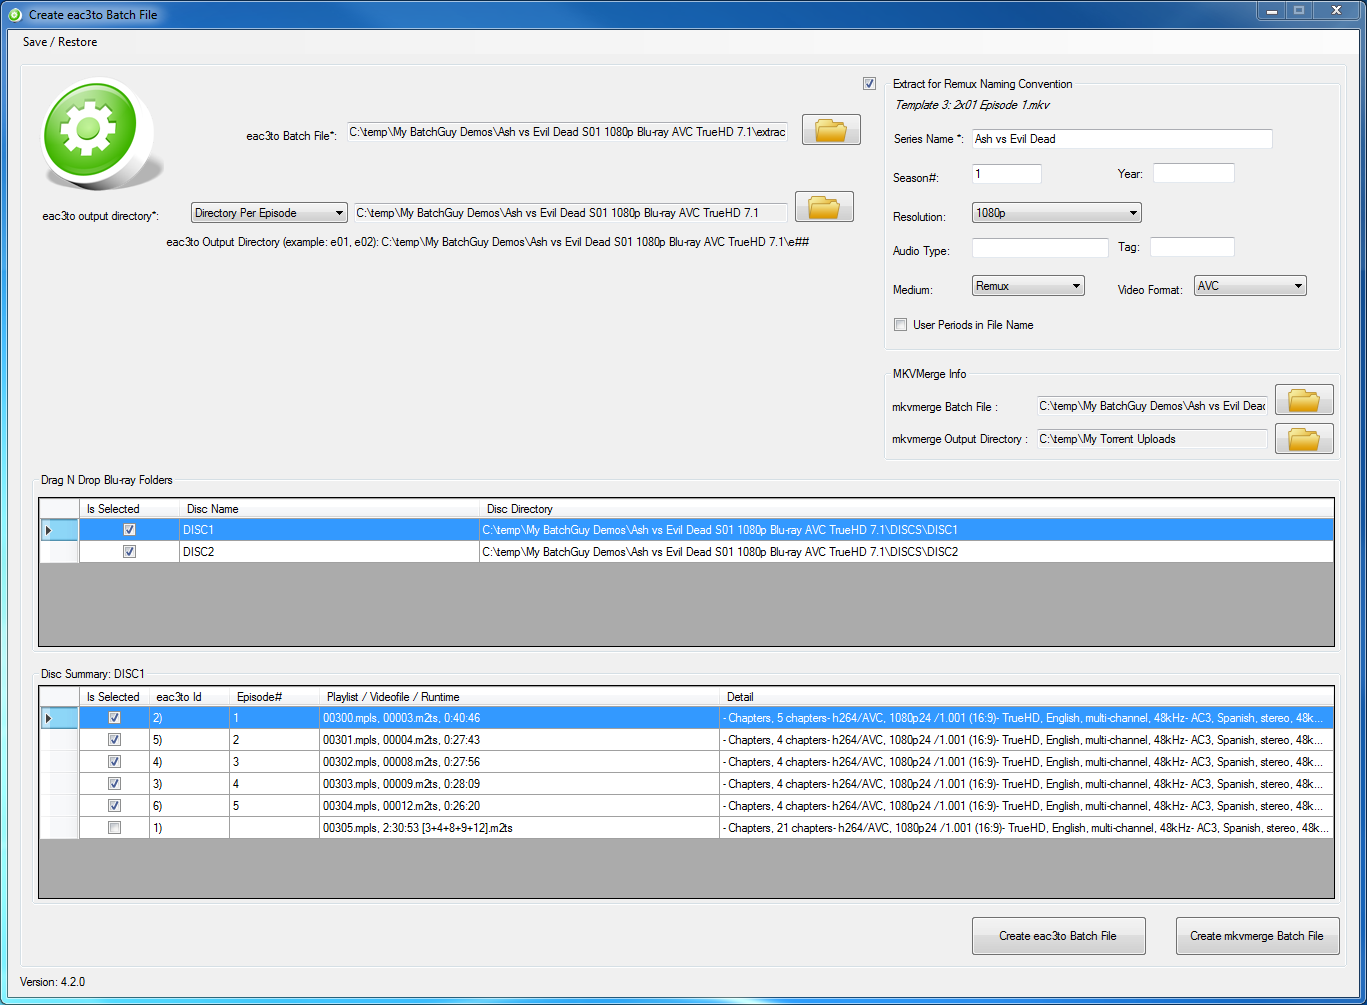 Create eac3to Batch File
Save / Restore
Extract for Remux Naming Convention
Template 3: 2x01 Episode 1.mkv
eac3to Batch File*: C:\temp\My BatchGuy Demos\Ash vs Evil Dead S01 1080p Blu-ray AVC TrueHD 7.1\extrac
Series Name *: Ash vs Evil Dead
Season#: 1 Year:
eac3to output directory*: Directory Per Episode C:\temp\My BatchGuy Demos\Ash vs Evil Dead S01 1080p Blu-ray AVC TrueHD 7.1
Resolution: 1080p
eac3to Output Directory (example: e01, e02): C:\temp\My BatchGuy Demos\Ash vs Evil Dead S01 1080p Blu-ray AVC TrueHD 7.1\e##
Audio Type: Tag:
Medium: Remux Video Format: AVC
User Periods in File Name
MKVMerge Info
mkvmerge Batch File : C:\temp\My BatchGuy Demos\Ash vs Evil Dead
mkvmerge Output Directory : C:\temp\My Torrent Uploads
Drag N Drop Blu-ray Folders
Is Selected Disc Name Disc Directory
DISC1 C:\temp\My BatchGuy Demos\Ash vs Evil Dead S01 1080p Blu-ray AVC TrueHD 7.1\DISCS\DISC1
DISC2 C:\temp\My BatchGuy Demos\Ash vs Evil Dead S01 1080p Blu-ray AVC TrueHD 7.1\DISCS\DISC2
Disc Summary: DISC1
Is Selected eac3to Id Episode# Playlist / Videofile / Runtime Detail
2) 1 00300.mpls, 00003.m2ts, 0:40:46 - Chapters, 5 chapters- h264/AVC, 1080p24 /1.001 (16:9)- TrueHD, English, multi-channel, 48kHz- AC3, Spanish, stereo, 48k...
5) 2 00301.mpls, 00004.m2ts, 0:27:43 - Chapters, 4 chapters- h264/AVC, 1080p24 /1.001 (16:9)- TrueHD, English, multi-channel, 48kHz- AC3, Spanish, stereo, 48k...
4) 3 00302.mpls, 00008.m2ts, 0:27:56 - Chapters, 4 chapters- h264/AVC, 1080p24 /1.001 (16:9)- TrueHD, English, multi-channel, 48kHz- AC3, Spanish, stereo, 48k...
3) 4 00303.mpls, 00009.m2ts, 0:28:09 - Chapters, 4 chapters- h264/AVC, 1080p24 /1.001 (16:9)- TrueHD, English, multi-channel, 48kHz- AC3, Spanish, stereo, 48k...
6) 5 00304.mpls, 00012.m2ts, 0:26:20 - Chapters, 4 chapters- h264/AVC, 1080p24 /1.001 (16:9)- TrueHD, English, multi-channel, 48kHz- AC3, Spanish, stereo, 48k...
1) 00305.mpls, 2:30:53 [3+4+8+9+12].m2ts - Chapters, 21 chapters- h264/AVC, 1080p24 /1.001 (16:9)- TrueHD, English, multi-channel, 48kHz- AC3, Spanish, stereo, 48k...
Create eac3to Batch File Create mkvmerge Batch File
Version: 4.2.0